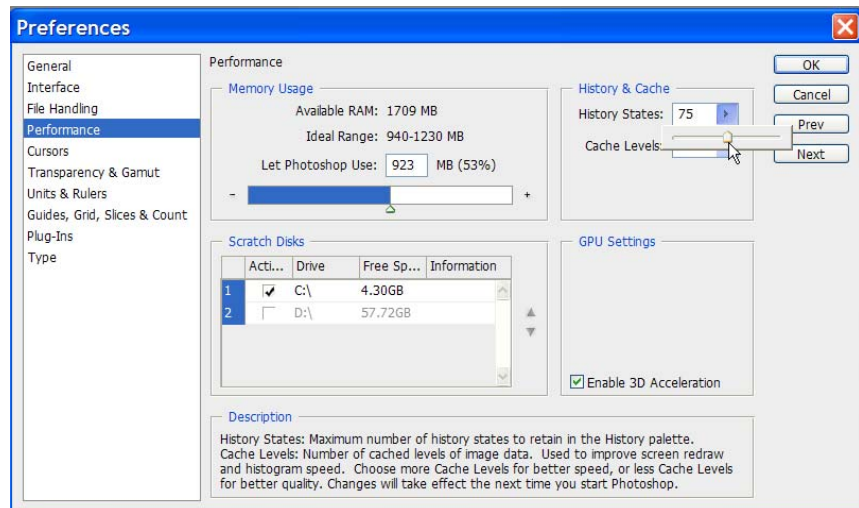 Preferences
General
Interface
File Handling
Performance
Cursors
Transparency & Gamut
Units & Rulers
Guides, Grid, Slices & Count
Plug-Ins
Type
Performance
Memory Usage
Available RAM: 1709 MB
Ideal Range: 940-1230 MB
Let Photoshop Use: 923 MB (53%)
- +
History & Cache
History States: 75
Cache Levels:
OK
Cancel
Prev
Next
Scratch Disks
Acti... Drive Free Sp... Information
1 C:\ 4.30GB
2 D:\ 57.72GB
GPU Settings
Enable 3D Acceleration
Description
History States: Maximum number of history states to retain in the History palette.
Cache Levels: Number of cached levels of image data. Used to improve screen redraw
and histogram speed. Choose more Cache Levels for better speed, or less Cache Levels
for better quality. Changes will take effect the next time you start Photoshop.